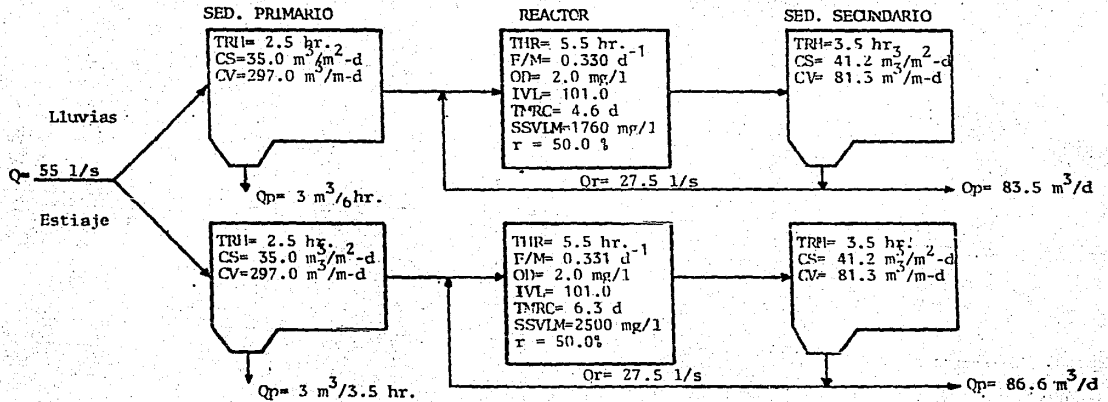 SED. PRIMARIO
REACTOR
SED. SECUNDARIO
TRH= 2.5 hr.
CS=35.0 m³/m²-d
CV=297.0 m³/m-d
THR= 5.5 hr.
F/M= 0.330 d⁻¹
OD= 2.0 mg/l
IVL= 101.0
TMRC= 4.6 d
SSVLM=1760 mg/l
r = 50.0 %
TRH=3.5 hr.
CS= 41.2 m³/m²-d
CV= 81.3 m³/m-d
Lluvias
Q= 55 l/s
Estiaje
Qp= 3 m³/6 hr.
Qr= 27.5 l/s
Qp= 83.5 m³/d
TRH= 2.5 hr.
CS= 35.0 m³/m²-d
CV=297.0 m³/m-d
THR= 5.5 hr.
F/M= 0.331 d⁻¹
OD= 2.0 mg/l
IVL= 101.0
TMRC= 6.3 d
SSVLM=2500 mg/l
r = 50.0%
TRH= 3.5 hr.
CS= 41.2 m³/m²-d
CV= 81.3 m³/m-d
Qp= 3 m³/3.5 hr.
Qr= 27.5 l/s
Qp= 86.6 m³/d